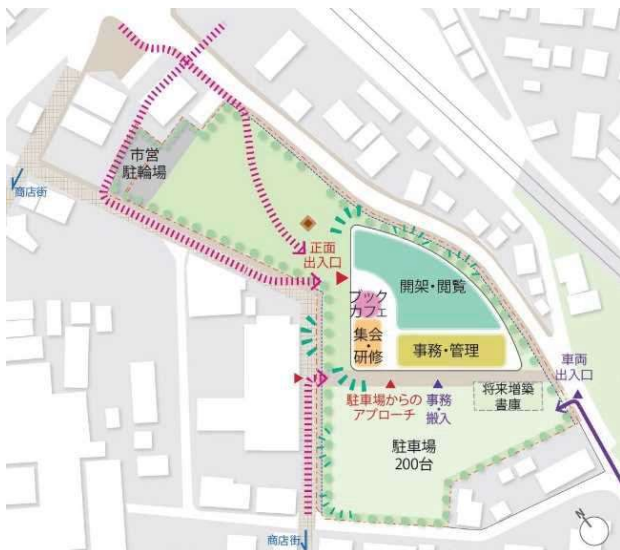 市営
駐輪場
商店街
正面
出入口
開架・閲覧
ブック
カフェ
集会
・
研修
事務・管理
車両
出入口
将来増築
書庫
駐車場からの
アプローチ
事務
・
搬入
駐車場
200台
商店街
N